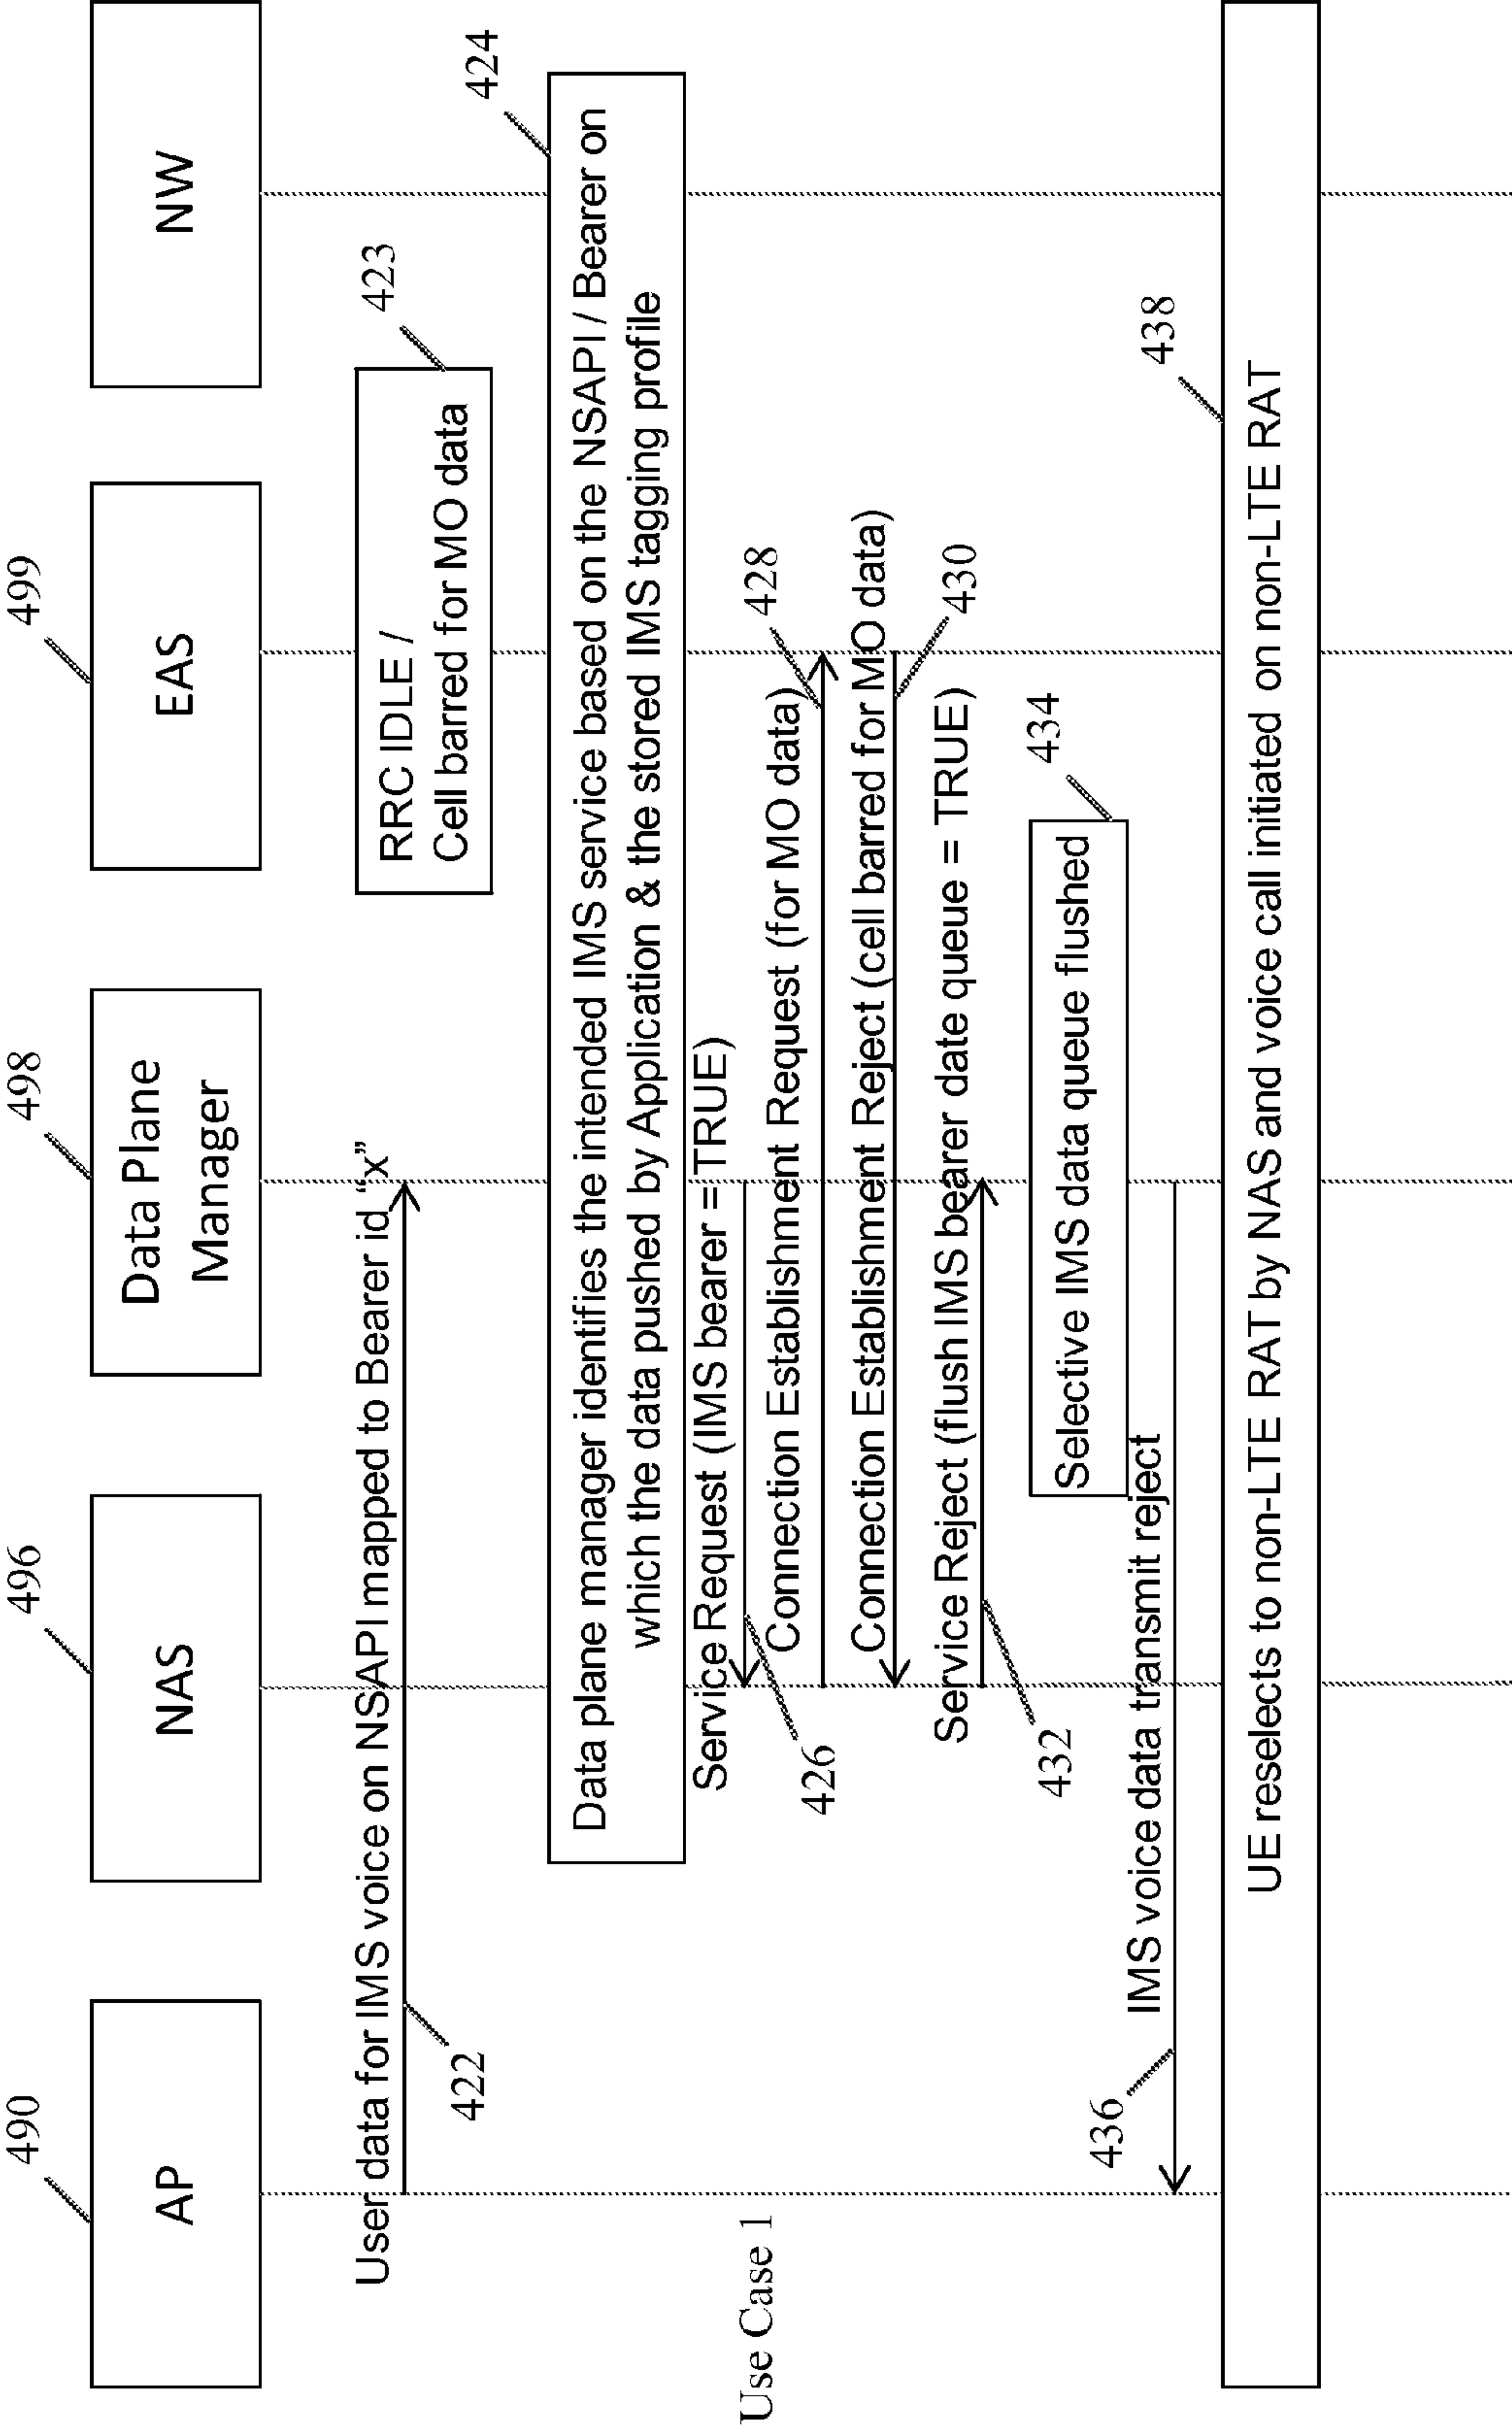 490
496
498
499
AP
NAS
Data Plane
Manager
EAS
NW
User data for IMS voice on NSAPI mapped to Bearer id "x"
422
RRC IDLE /
Cell barred for MO data
423
424
Data plane manager identifies the intended IMS service based on the NSAPI / Bearer on
which the data pushed by Application & the stored IMS tagging profile
Service Request (IMS bearer = TRUE)
426
Use Case 1
Connection Establishment Request (for MO data)
428
Connection Establishment Reject (cell barred for MO data)
430
Service Reject (flush IMS bearer date queue = TRUE)
432
434
Selective IMS data queue flushed
IMS voice data transmit reject
436
438
UE reselects to non-LTE RAT by NAS and voice call initiated on non-LTE RAT